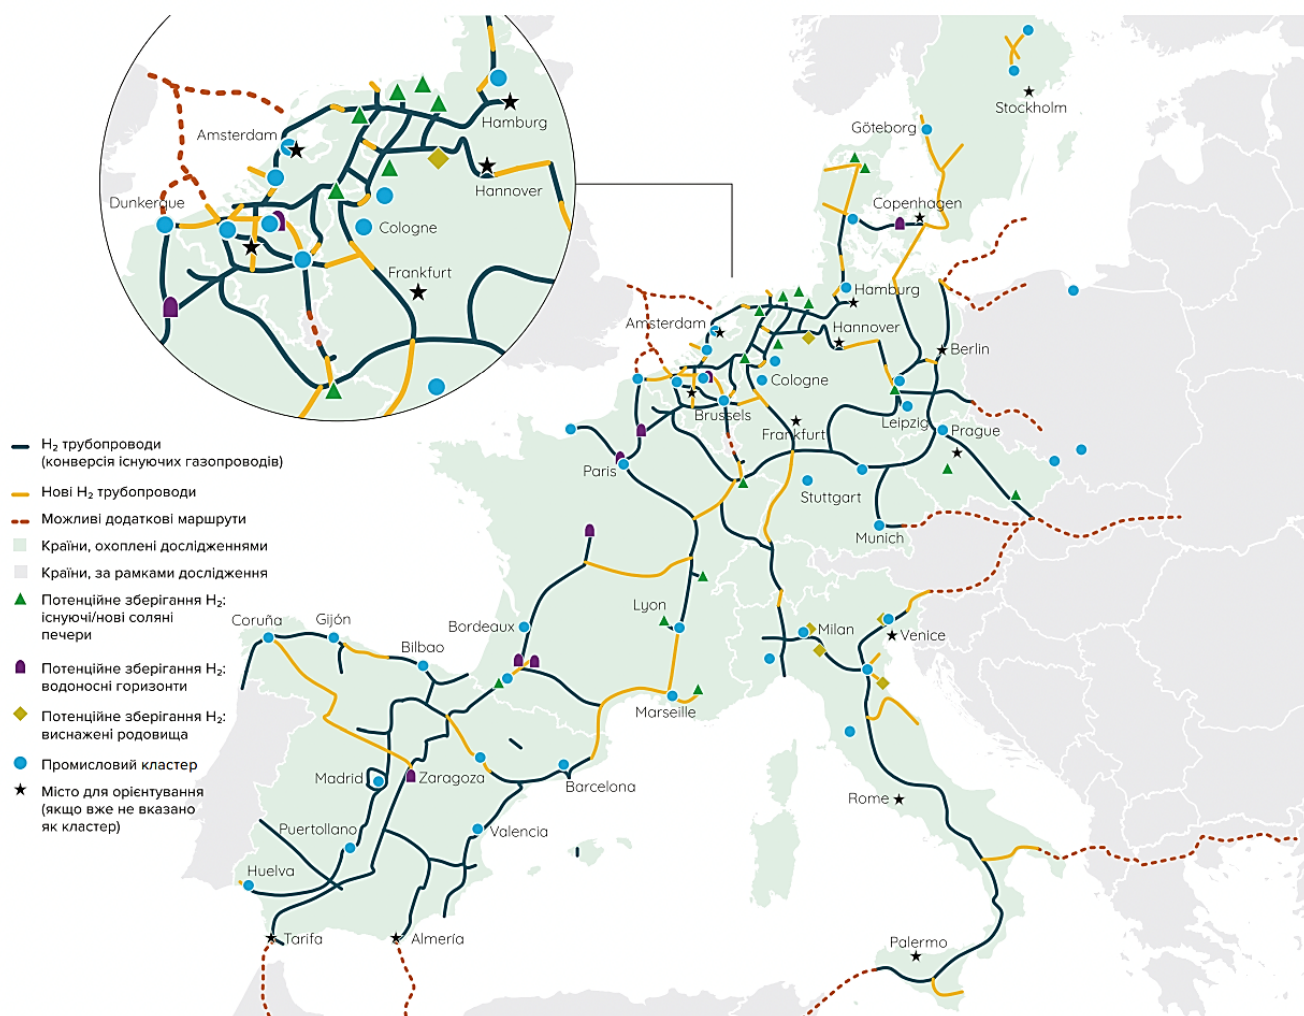 Amsterdam
Hamburg
Hannover
Dunkerque
Cologne
Frankfurt
Stockholm
Göteborg
Copenhagen
Hamburg
Amsterdam
Hannover
Berlin
Cologne
Brussels
Leipzig
Frankfurt
Prague
Paris
Stuttgart
Munich
Lyon
Bordeaux
Milan
Venice
Coruña
Gijón
Bilbao
Marseille
Madrid
Zaragoza
Barcelona
Rome
Puertollano
Valencia
Huelva
Tarifa
Almería
Palermo
H₂ трубопроводи
(конверсія існуючих газопроводів)
Нові H₂ трубопроводи
Можливі додаткові маршрути
Країни, охоплені дослідженнями
Країни, за рамками дослідження
Потенційне зберігання H₂:
існуючі/нові соляні
печери
Потенційне зберігання H₂:
водоносні горизонти
Потенційне зберігання H₂:
виснажені родовища
Промисловий кластер
Місто для орієнтування
(якщо вже не вказано
як кластер)